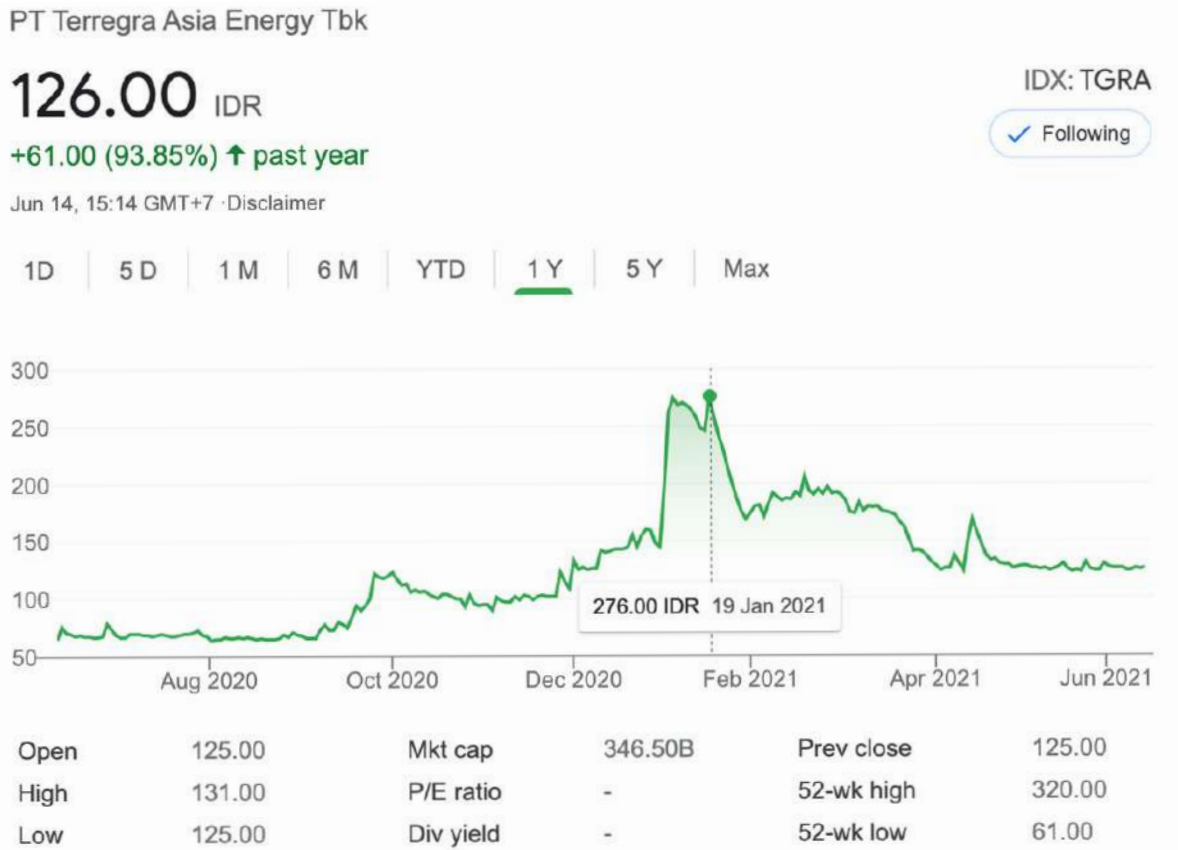 PT Terregra Asia Energy Tbk
126.00 IDR
IDX: TGRA
Following
+61.00 (93.85%) ↑ past year
Jun 14, 15:14 GMT+7 ·Disclaimer
1D 5 D 1 M 6 M YTD 1 Y 5 Y Max
300
250
200
150
100
50
276.00 IDR 19 Jan 2021
Aug 2020 Oct 2020 Dec 2020 Feb 2021 Apr 2021 Jun 2021
Open 125.00 Mkt cap 346.50B Prev close 125.00
High 131.00 P/E ratio - 52-wk high 320.00
Low 125.00 Div yield - 52-wk low 61.00